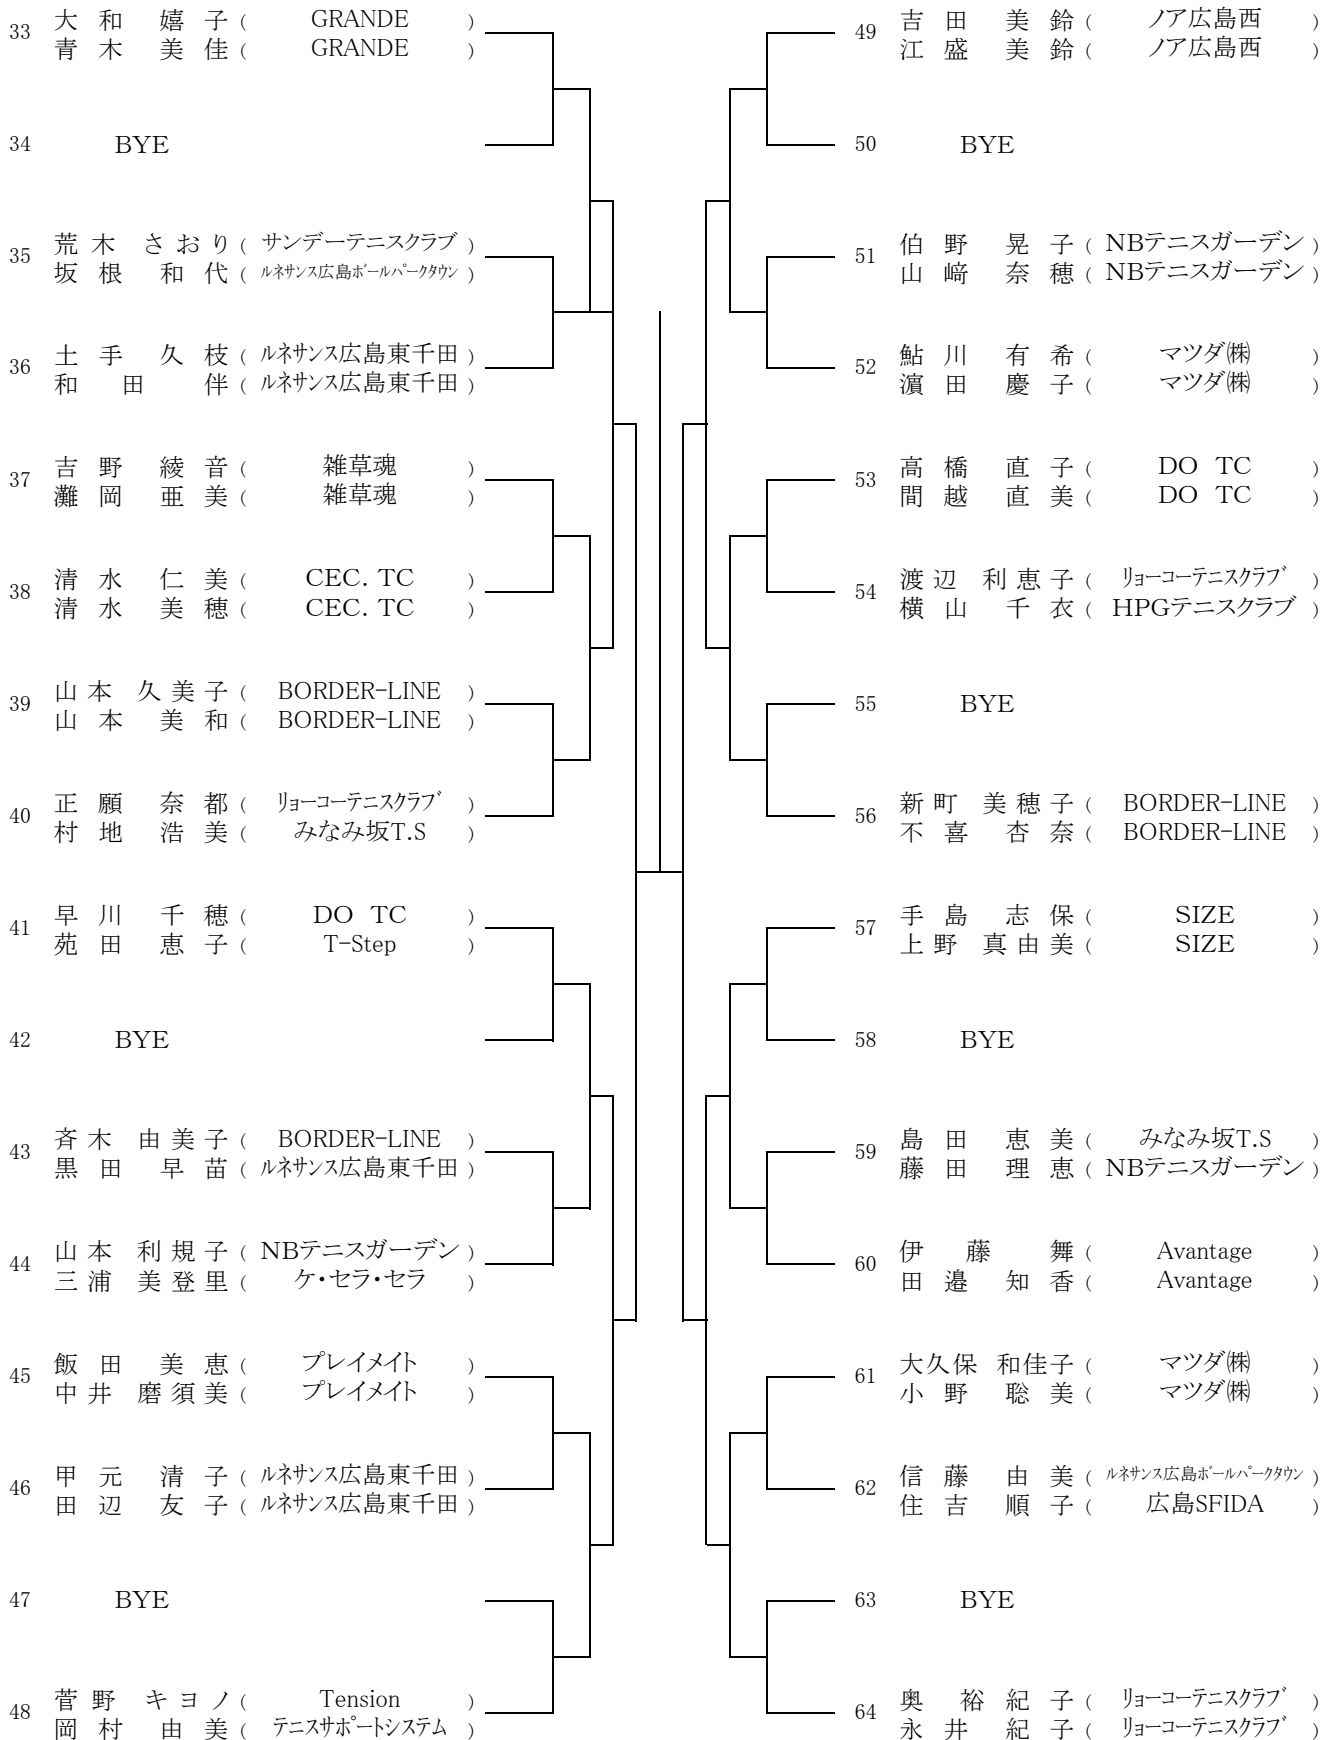 33 大和 嬉子 ( GRANDE )
青木 美佳 ( GRANDE )
34 BYE
35 荒木 さおり ( サンデーテニスクラブ )
坂根 和代 ( ルネサンス広島ボールパークタウン )
36 土手 久枝 ( ルネサンス広島東千田 )
和田 伴 ( ルネサンス広島東千田 )
37 吉野 綾音 ( 雑草魂 )
灘岡 亜美 ( 雑草魂 )
38 清水 仁美 ( CEC. TC )
清水 美穂 ( CEC. TC )
39 山本 久美子 ( BORDER-LINE )
山本 美和 ( BORDER-LINE )
40 正願 奈都 ( リョーコーテニスクラブ )
村地 浩美 ( みなみ坂T.S )
41 早川 千穂 ( DO TC )
苑田 恵子 ( T-Step )
42 BYE
43 斉木 由美子 ( BORDER-LINE )
黒田 早苗 ( ルネサンス広島東千田 )
44 山本 利規子 ( NBテニスガーデン )
三浦 美登里 ( ケ・セラ・セラ )
45 飯田 美恵 ( プレイメイト )
中井 磨須美 ( プレイメイト )
46 甲元 清子 ( ルネサンス広島東千田 )
田辺 友子 ( ルネサンス広島東千田 )
47 BYE
48 菅野 キヨノ ( Tension )
岡村 由美 ( テニスサポートシステム )
49 吉田 美鈴 ( ノア広島西 )
江盛 美鈴 ( ノア広島西 )
50 BYE
51 伯野 晃子 ( NBテニスガーデン )
山﨑 奈穂 ( NBテニスガーデン )
52 鮎川 有希 ( マツダ㈱ )
濵田 慶子 ( マツダ㈱ )
53 高橋 直子 ( DO TC )
間越 直美 ( DO TC )
54 渡辺 利恵子 ( リョーコーテニスクラブ )
横山 千衣 ( HPGテニスクラブ )
55 BYE
56 新町 美穂子 ( BORDER-LINE )
不喜 杏奈 ( BORDER-LINE )
57 手島 志保 ( SIZE )
上野 真由美 ( SIZE )
58 BYE
59 島田 恵美 ( みなみ坂T.S )
藤田 理恵 ( NBテニスガーデン )
60 伊藤 舞 ( Avantage )
田邉 知香 ( Avantage )
61 大久保 和佳子 ( マツダ㈱ )
小野 聡美 ( マツダ㈱ )
62 信藤 由美 ( ルネサンス広島ボールパークタウン )
住吉 順子 ( 広島SFIDA )
63 BYE
64 奥 裕紀子 ( リョーコーテニスクラブ )
永井 紀子 ( リョーコーテニスクラブ )